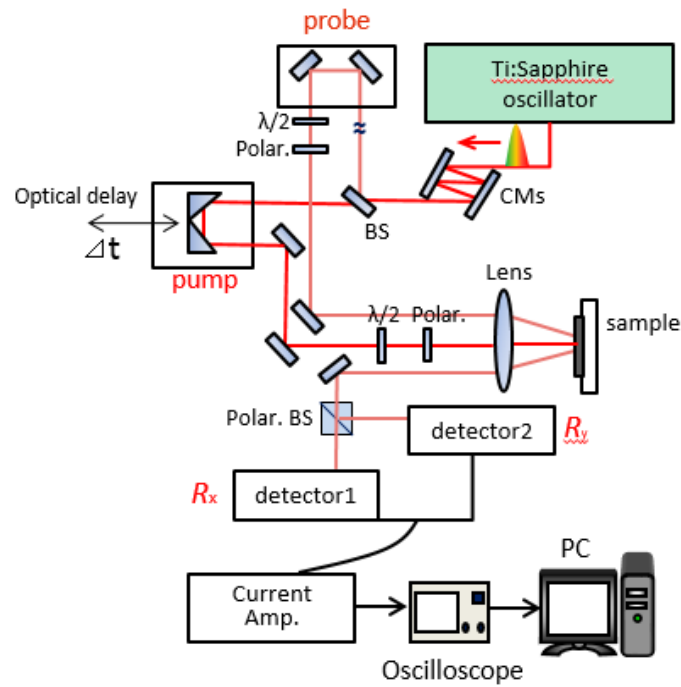 probe
Ti:Sapphire
oscillator
λ/2
≈
Polar.
CMs
Optical delay
BS
⊿t
pump
Lens
λ/2 Polar.
sample
Polar. BS
detector2
Ry
Rx
detector1
PC
Current
Amp.
Oscilloscope